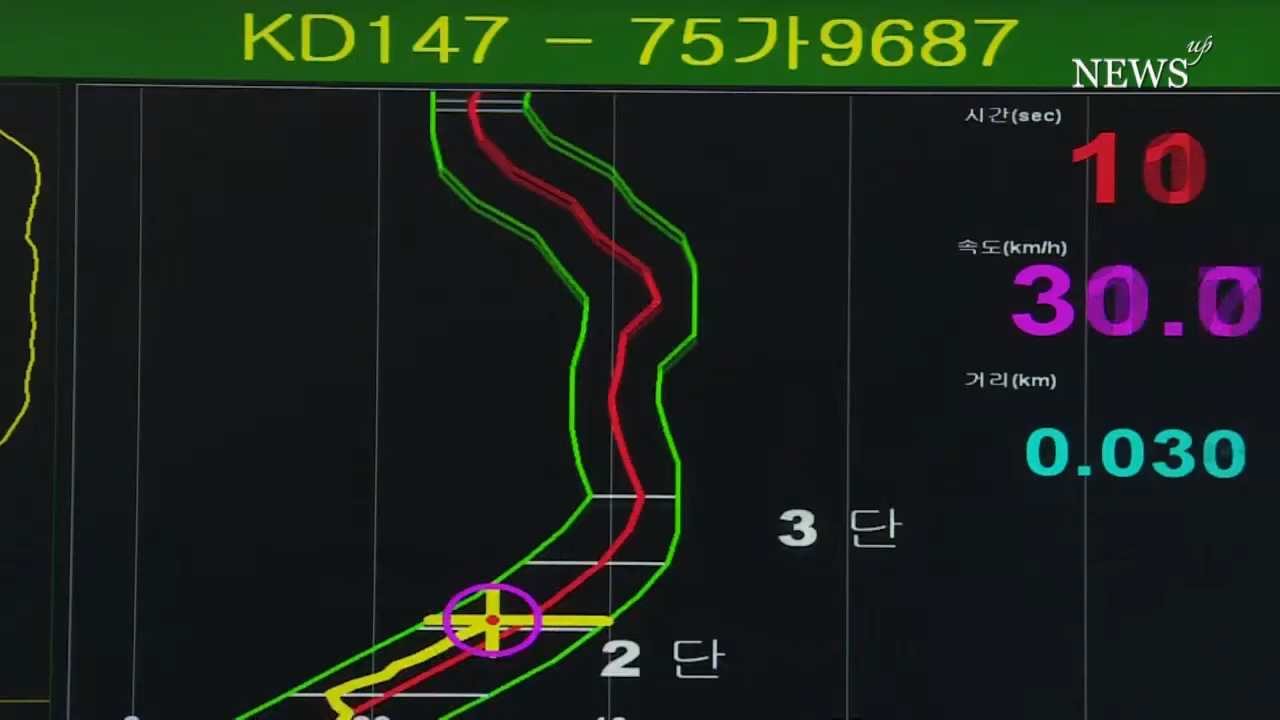 KD147 - 75가9687
NEWS up
시간(sec)
10
속도(km/h)
30.0
거리(km)
0.030
3 단
2 단